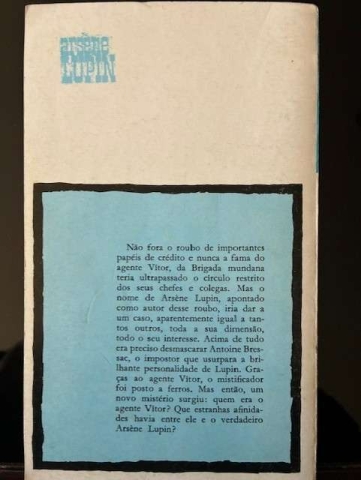 arsène
LUPIN
Não fora o roubo de importantes
papéis de crédito e nunca a fama do
agente Vítor, da Brigada mundana
teria ultrapassado o círculo restrito
dos seus chefes e colegas. Mas o
nome de Arsène Lupin, apontado
como autor desse roubo, iria dar a
um caso, aparentemente igual a tan-
tos outros, toda a sua dimensão,
todo o seu interesse. Acima de tudo
era preciso desmascarar Antoine Bres-
sac, o impostor que usurpara a bri-
lhante personalidade de Lupin. Gra-
ças ao agente Vítor, o mistificador
foi posto a ferros. Mas então, um
novo mistério surgiu: quem era o
agente Vítor? Que estranhas afinida-
des havia entre ele e o verdadeiro
Arsène Lupin?